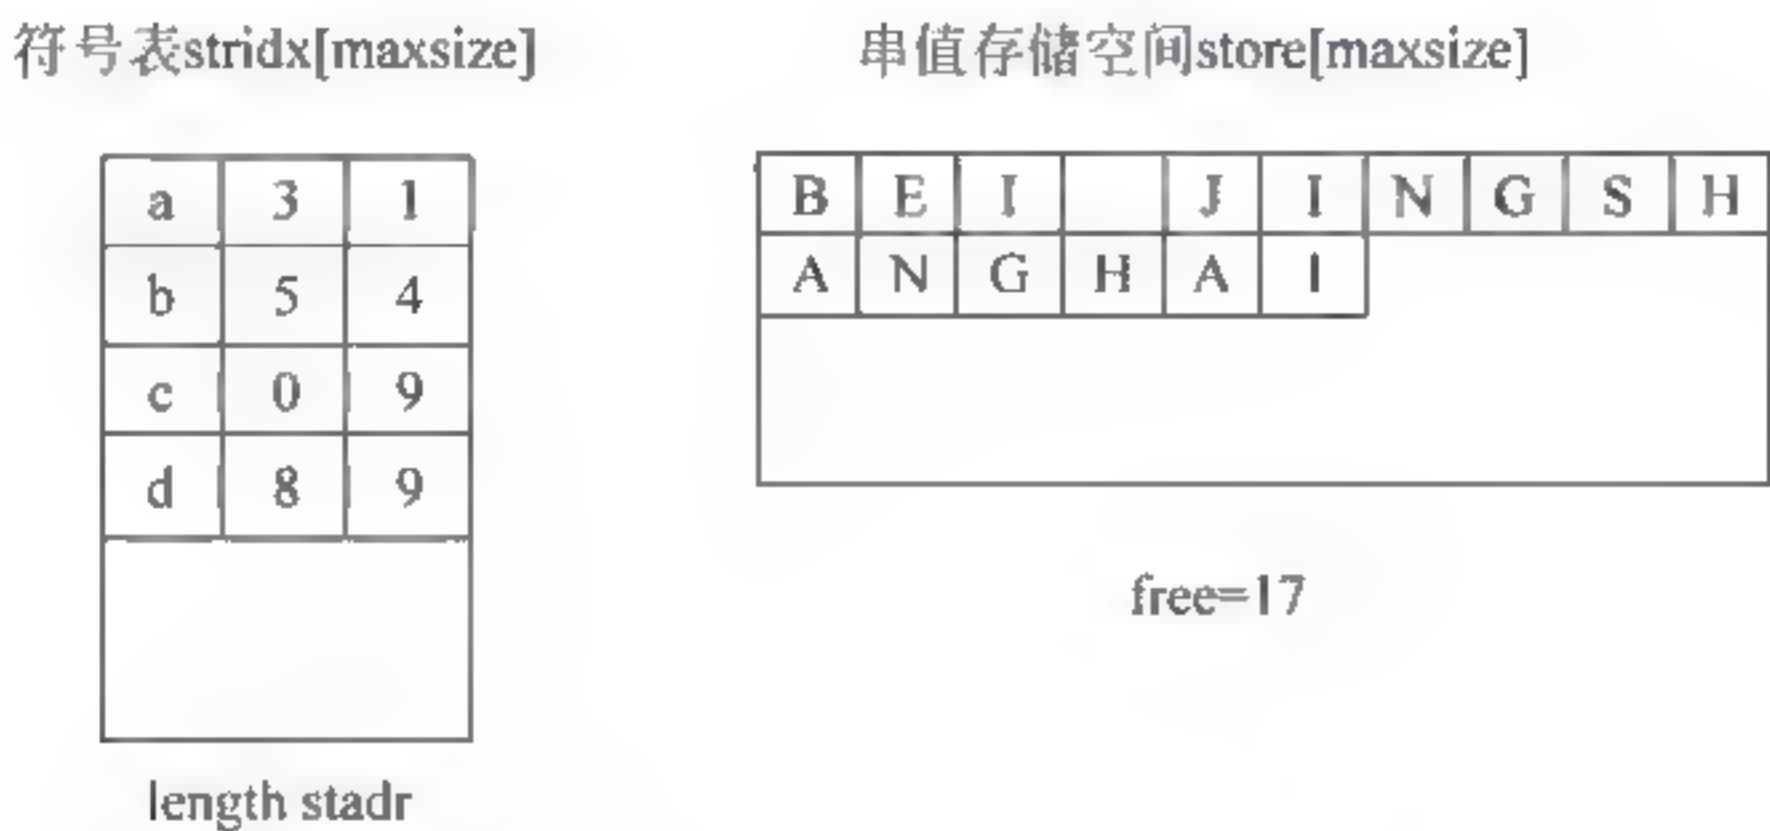 符号表stridx[maxsize]
串值存储空间store[maxsize]
a 3 1
b 5 4
c 0 9
d 8 9
length stadr
B E I J I N G S H
A N G H A I
free=17